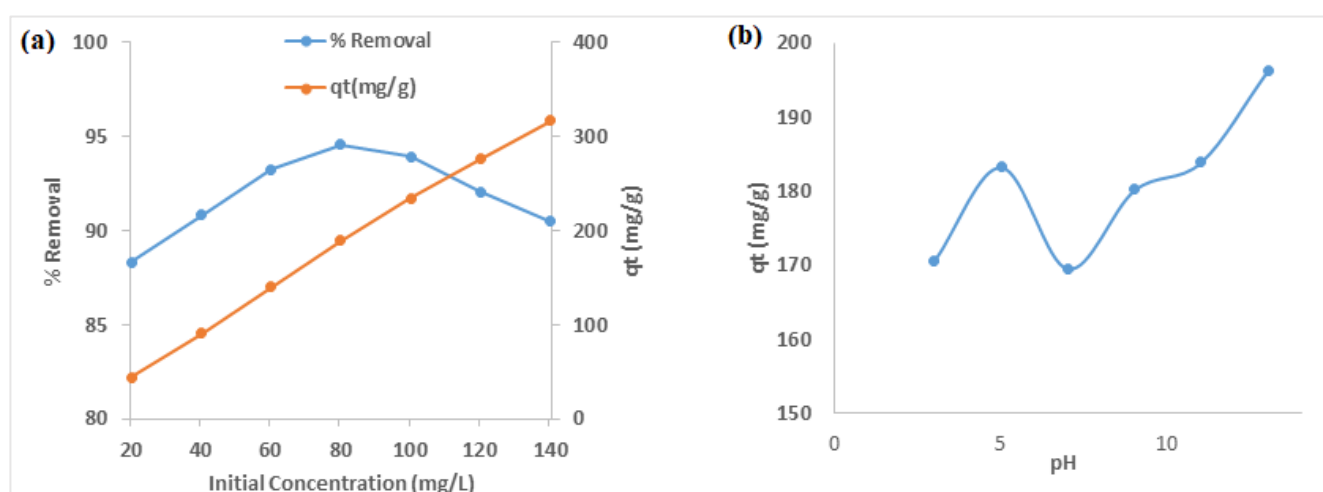 (a)
% Removal
qt(mg/g)
100
95
90
85
80
% Removal
400
300
200
100
0
qt (mg/g)
20 40 60 80 100 120 140
Initial Concentration (mg/L)
(b)
200
190
180
170
160
150
qt (mg/g)
0 5 10
pH